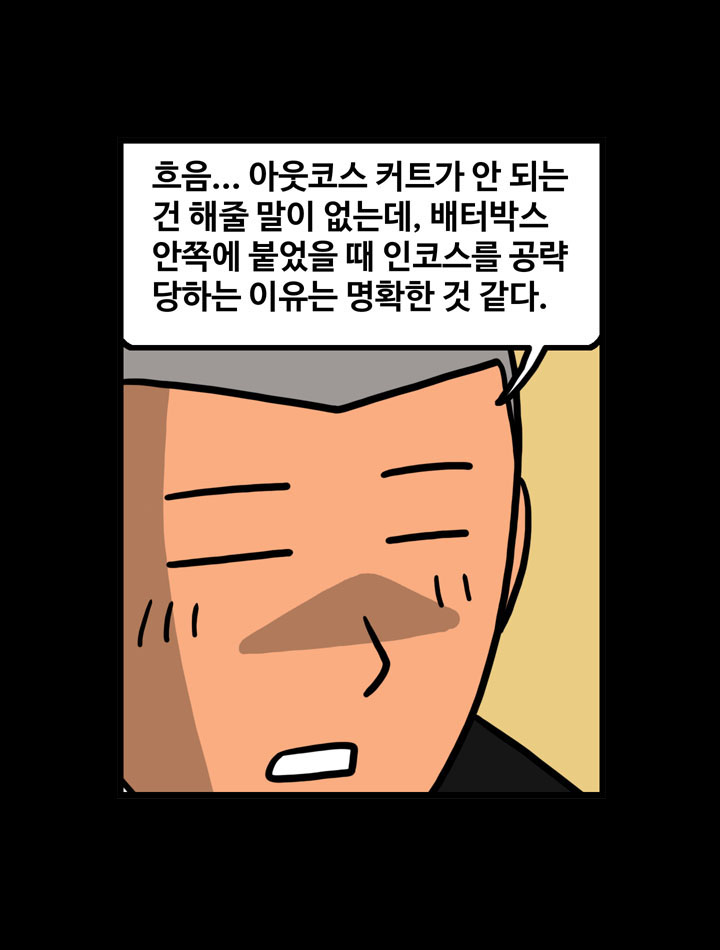 흐음... 아웃코스 커트가 안 되는
건 해줄 말이 없는데, 배터박스
안쪽에 붙었을 때 인코스를 공략
당하는 이유는 명확한 것 같다.